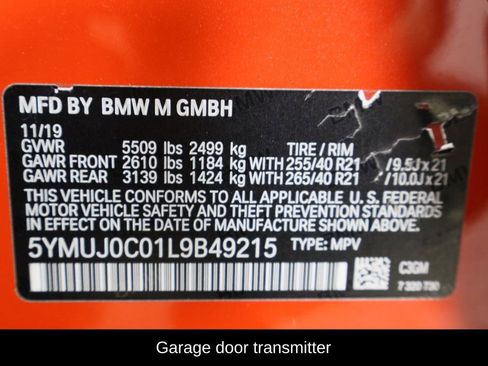 MFD BY BMW M GMBH
11/19
GVWR 5509 lbs 2499 kg TIRE / RIM
GAWR FRONT 2610 lbs 1184 kg WITH 255/40 R21 / 9.5J x 21
GAWR REAR 3139 lbs 1424 kg WITH 265/40 R21 / 10.0J x 21
THIS VEHICLE CONFORMS TO ALL APPLICABLE U. S. FEDERAL
MOTOR VEHICLE SAFETY, BUMPER, AND THEFT PREVENTION
STANDARDS IN EFFECT ON THE DATE OF MANUFACTURE SHOWN ABOVE.
5YMUJ0C01L9B49215 TYPE: MPV
C3GM
7 330 730
Garage door transmitter